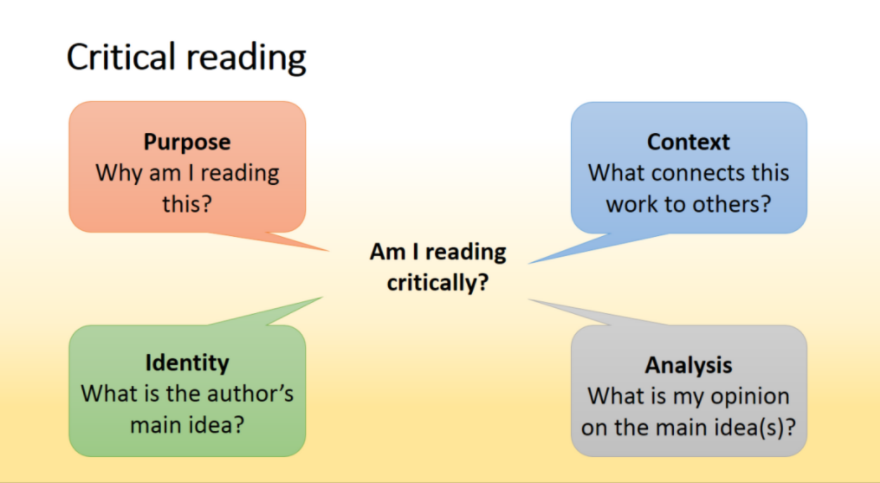 Critical reading
Purpose
Why am I reading
this?
Context
What connects this
work to others?
Am I reading
critically?
Identity
What is the author's
main idea?
Analysis
What is my opinion
on the main idea(s)?